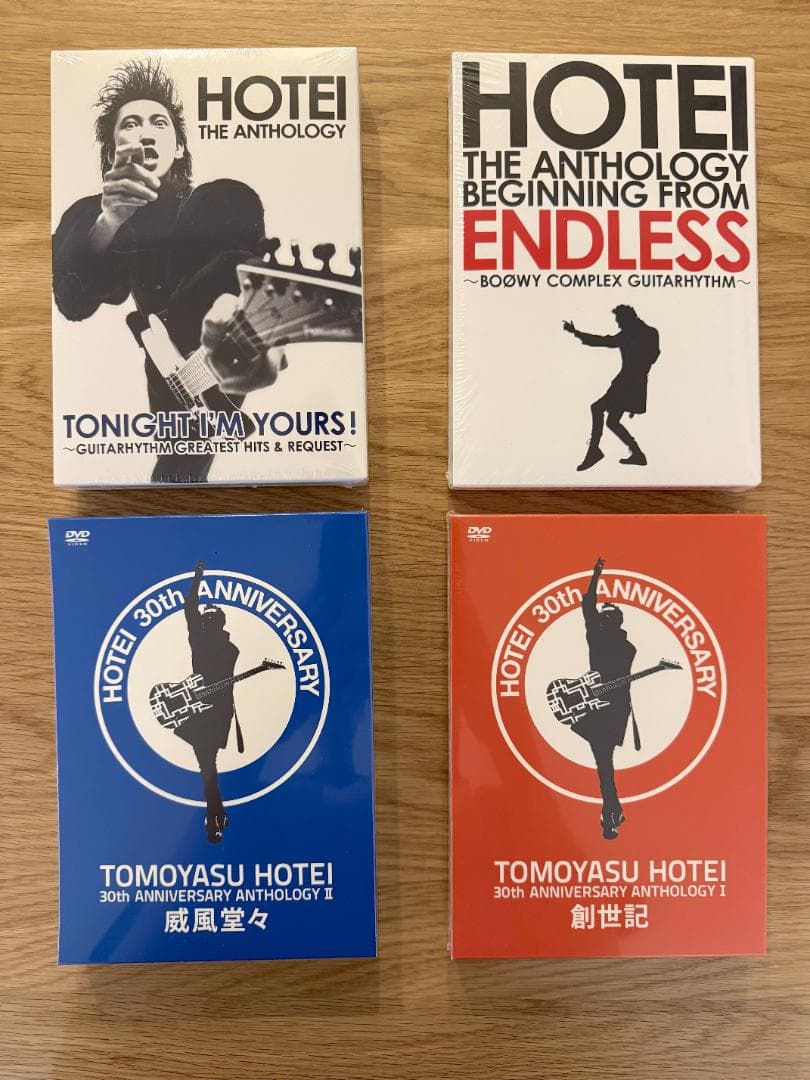 HOTEI
THE ANTHOLOGY
TONIGHT I'M YOURS!
～GUITARHYTHM GREATEST HITS & REQUEST～
HOTEI
THE ANTHOLOGY
BEGINNING FROM
ENDLESS
～BOØWY COMPLEX GUITARHYTHM～
DVD
VIDEO
HOTEI 30th ANNIVERSARY
TOMOYASU HOTEI
30th ANNIVERSARY ANTHOLOGY II
威風堂々
DVD
VIDEO
HOTEI 30th ANNIVERSARY
TOMOYASU HOTEI
30th ANNIVERSARY ANTHOLOGY I
創世記